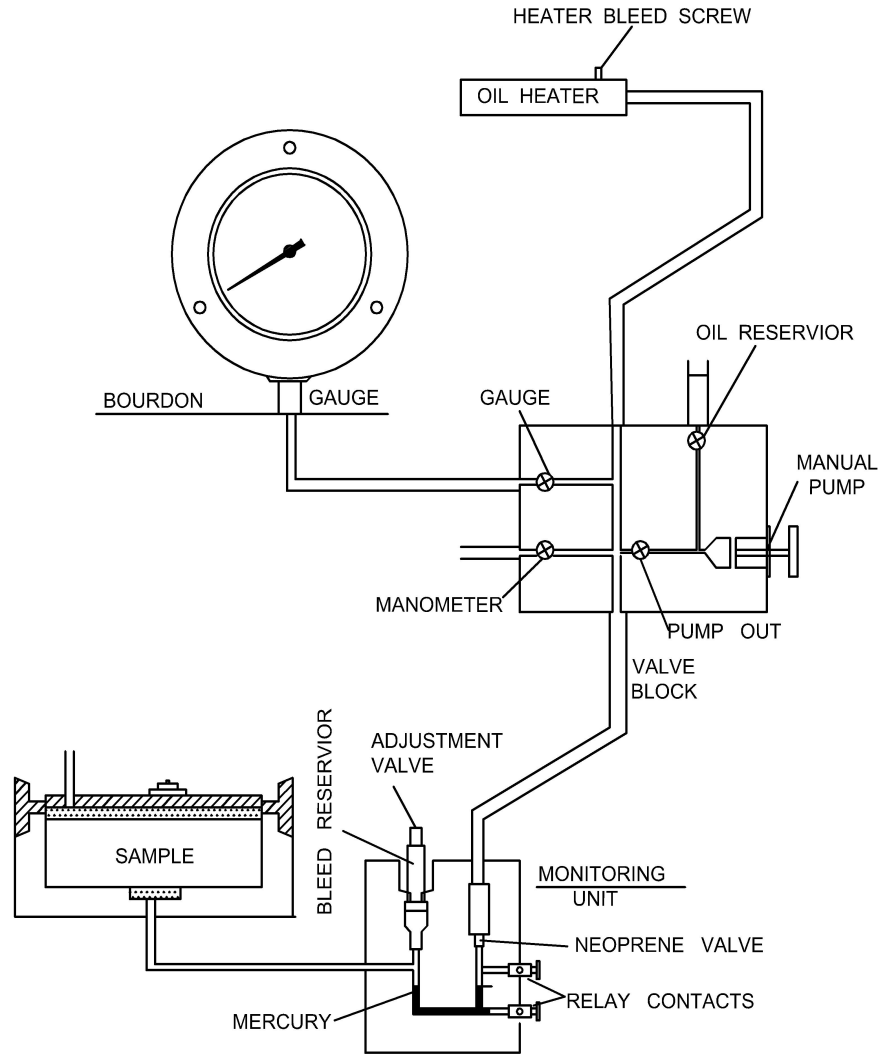 HEATER BLEED SCREW
OIL HEATER
OIL RESERVIOR
BOURDON GAUGE
GAUGE
MANUAL
PUMP
MANOMETER
PUMP OUT
VALVE
BLOCK
BLEED RESERVIOR
ADJUSTMENT
VALVE
SAMPLE
MONITORING
UNIT
NEOPRENE VALVE
RELAY CONTACTS
MERCURY